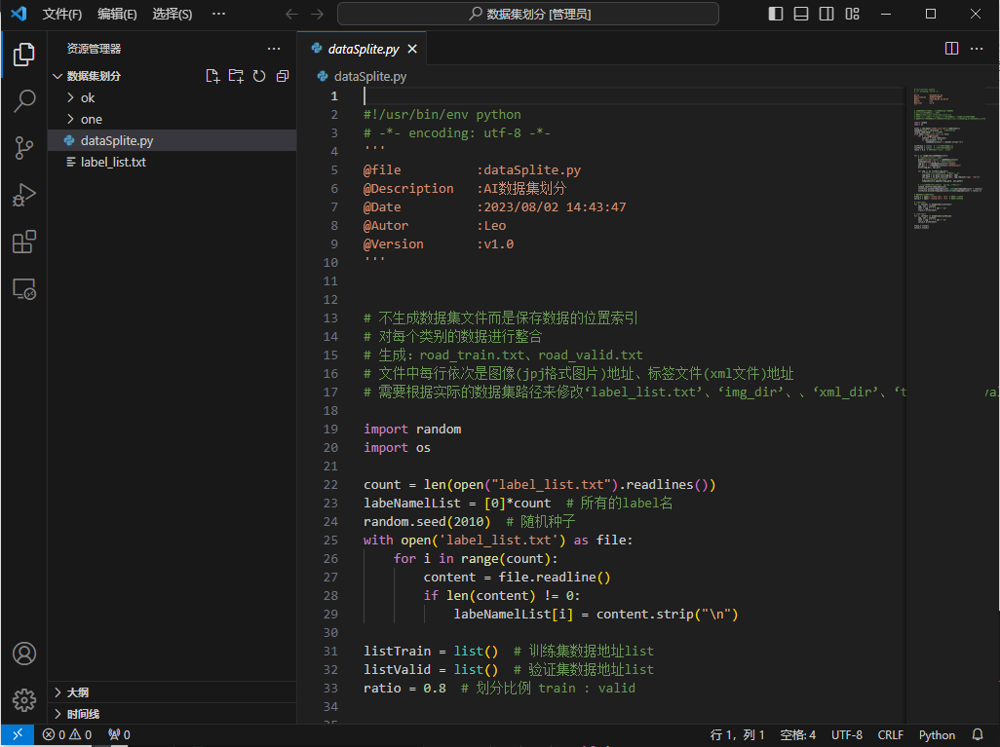 文件(F) 编辑(E) 选择(S) ··· 数据集划分 [管理员]
资源管理器 ···
数据集划分
ok
one
dataSplite.py
label_list.txt
大纲
时间线
dataSplite.py
dataSplite.py
1
2 #!/usr/bin/env python
3 # -*- encoding: utf-8 -*-
4 '''
5 @file :dataSplite.py
6 @Description :AI数据集划分
7 @Date :2023/08/02 14:43:47
8 @Autor :Leo
9 @Version :v1.0
10 '''
11
12
13 # 不生成数据集文件而是保存数据的位置索引
14 # 对每个类别的数据进行整合
15 # 生成：road_train.txt、road_valid.txt
16 # 文件中每行依次是图像(jpj格式图片)地址、标签文件(xml文件)地址
17 # 需要根据实际的数据集路径来修改‘label_list.txt’、‘img_dir’、、‘xml_dir’、‘t
18
19 import random
20 import os
21
22 count = len(open("label_list.txt").readlines())
23 labeNamelList = [0]*count # 所有的label名
24 random.seed(2010) # 随机种子
25 with open('label_list.txt') as file:
26 for i in range(count):
27 content = file.readline()
28 if len(content) != 0:
29 labeNamelList[i] = content.strip("\n")
30
31 listTrain = list() # 训练集数据地址list
32 listValid = list() # 验证集数据地址list
33 ratio = 0.8 # 划分比例 train : valid
34
0 0 0 行 1，列 1 空格: 4 UTF-8 CRLF Python